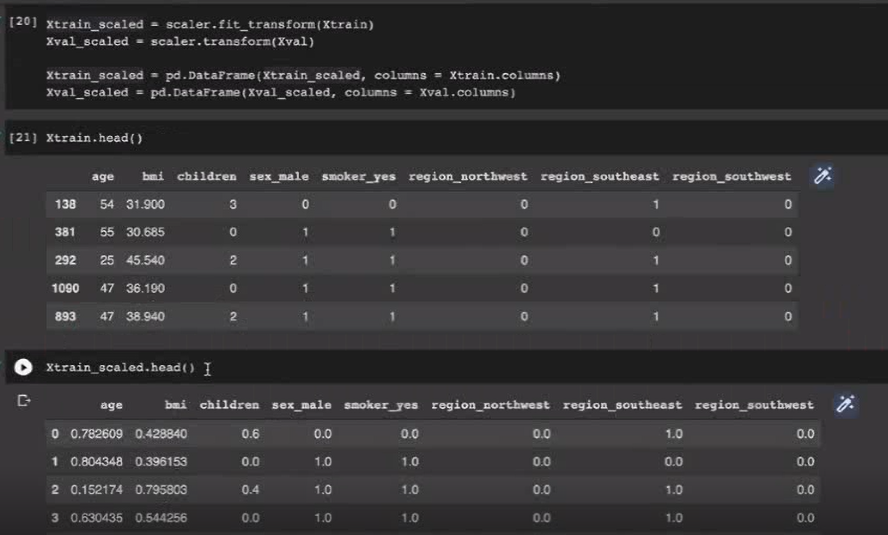 [20] Xtrain_scaled = scaler.fit_transform(Xtrain)
Xval_scaled = scaler.transform(Xval)
Xtrain_scaled = pd.DataFrame(Xtrain_scaled, columns = Xtrain.columns)
Xval_scaled = pd.DataFrame(Xval_scaled, columns = Xval.columns)
[21] Xtrain.head()
age bmi children sex_male smoker_yes region_northwest region_southeast region_southwest
138 54 31.900 3 0 0 0 1 0
381 55 30.685 0 1 1 0 0 0
292 25 45.540 2 1 1 0 1 0
1090 47 36.190 0 1 1 0 1 0
893 47 38.940 2 1 1 0 1 0
Xtrain_scaled.head()
age bmi children sex_male smoker_yes region_northwest region_southeast region_southwest
0 0.782609 0.428840 0.6 0.0 0.0 0.0 1.0 0.0
1 0.804348 0.396153 0.0 1.0 1.0 0.0 0.0 0.0
2 0.152174 0.795803 0.4 1.0 1.0 0.0 1.0 0.0
3 0.630435 0.544256 0.0 1.0 1.0 0.0 1.0 0.0